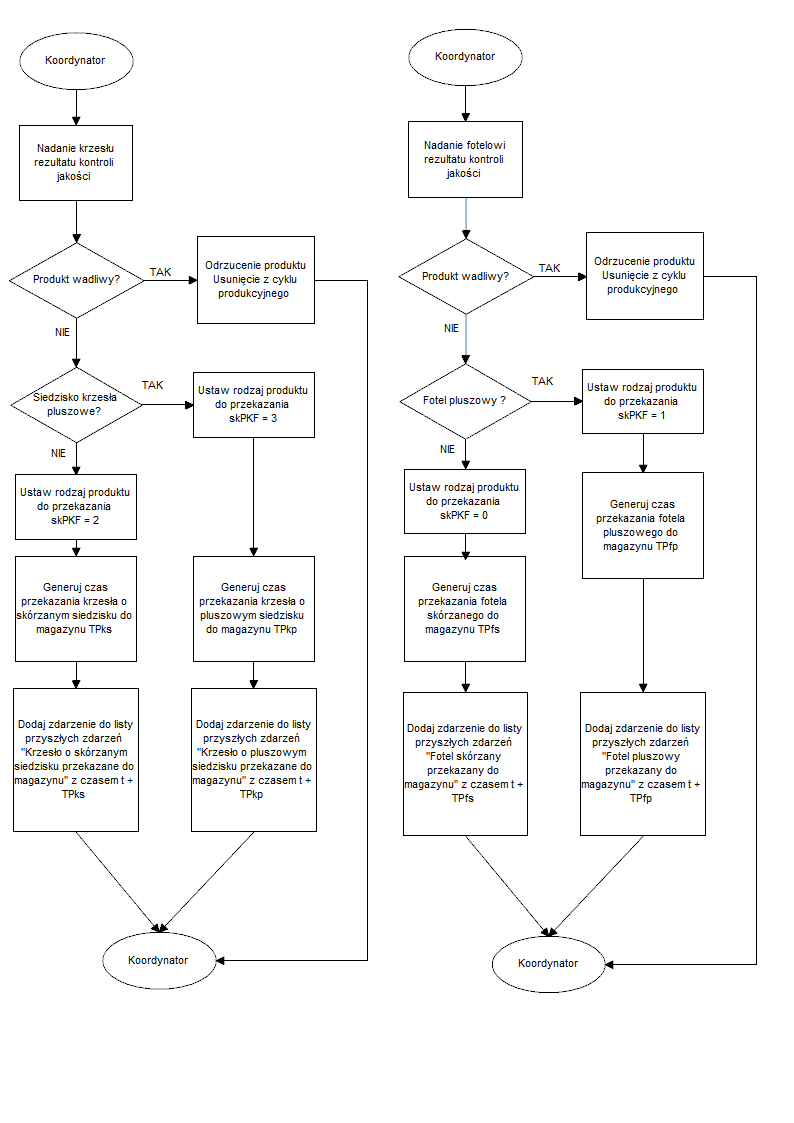 Koordynator
Nadanie krzesłu
rezultatu kontroli
jakości
Produkt wadliwy?
TAK
Odrzucenie produktu
Usunięcie z cyklu
produkcyjnego
NIE
Siedzisko krzesła
pluszowe?
TAK
Ustaw rodzaj produktu
do przekazania
skPKF = 3
NIE
Ustaw rodzaj produktu
do przekazania
skPKF = 2
Generuj czas
przekazania krzesła o
skórzanym siedzisku do
magazynu TPks
Generuj czas
przekazania krzesła o
pluszowym siedzisku
do magazynu TPkp
Dodaj zdarzenie do listy
przyszłych zdarzeń
"Krzesło o skórzanym
siedzisku przekazane do
magazynu" z czasem t +
TPks
Dodaj zdarzenie do listy
przyszłych zdarzeń
"Krzesło o pluszowym
siedzisku przekazane do
magazynu" z czasem t +
TPkp
Koordynator
Koordynator
Nadanie fotelowi
rezultatu kontroli
jakości
Produkt wadliwy?
TAK
Odrzucenie produktu
Usunięcie z cyklu
produkcyjnego
NIE
Fotel pluszowy ?
TAK
Ustaw rodzaj produktu
do przekazania
skPKF = 1
NIE
Ustaw rodzaj produktu
do przekazania
skPKF = 0
Generuj czas
przekazania fotela
pluszowego do
magazynu TPfp
Generuj czas
przekazania fotela
skórzanego do
magazynu TPfs
Dodaj zdarzenie do listy
przyszłych zdarzeń
"Fotel skórzany
przekazany do
magazynu" z czasem t +
TPfs
Dodaj zdarzenie do listy
przyszłych zdarzeń
"Fotel pluszowy
przekazany do
magazynu" z czasem t +
TPfp
Koordynator